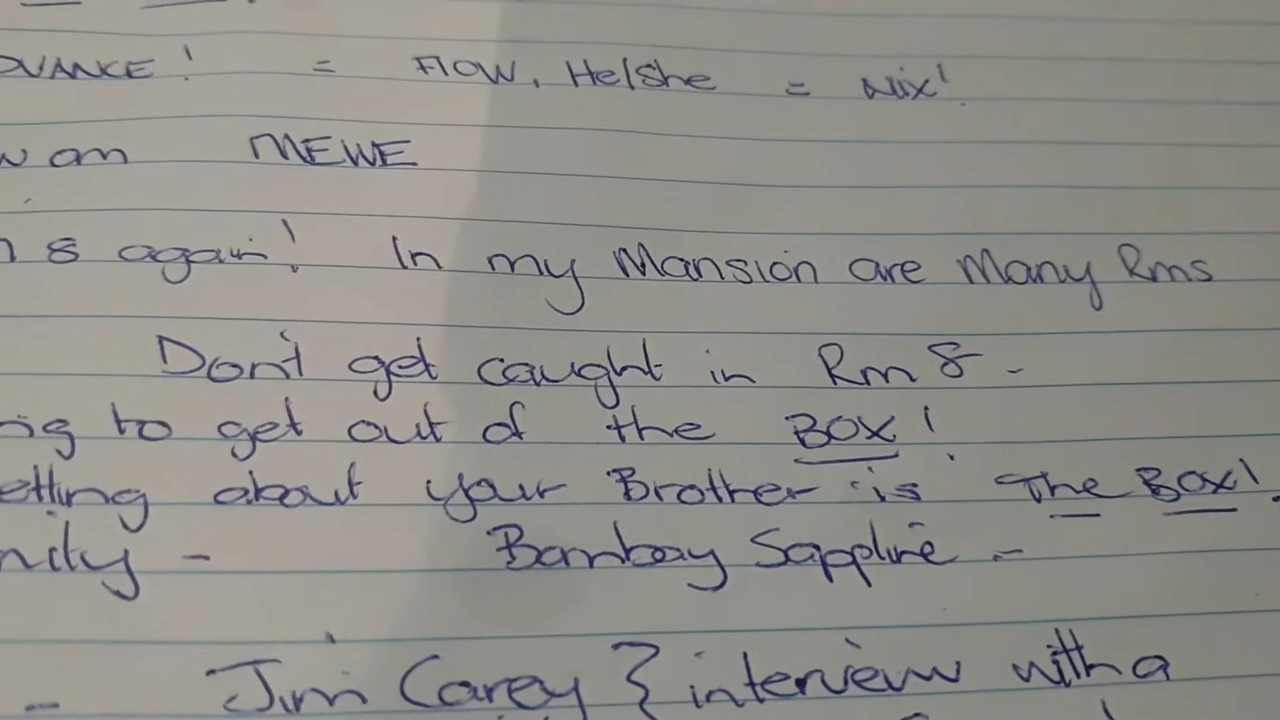 DVANCE! = FLOW, He/She = Nix!
w on MEWE
8 again! In my Mansion are Many Rms
Don't get caught in Rm 8 -
ig to get out of the BOX!
etting about your Brother is The BOX!
nity - Bombay Sapphire -
- Jim Carey } interview with a